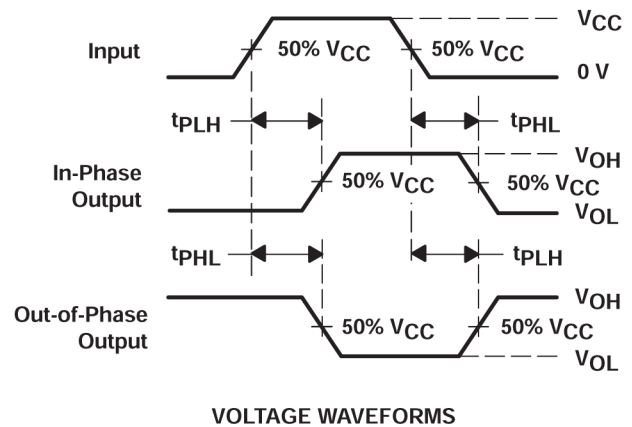 VCC
Input 50% VCC 50% VCC
0 V
tPLH tPHL
In-Phase
Output
VOH
50% VCC 50% VCC
VOL
tPHL tPLH
Out-of-Phase
Output
VOH
50% VCC 50% VCC
VOL
VOLTAGE WAVEFORMS